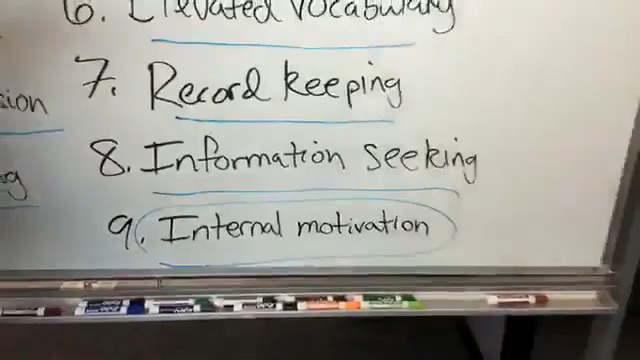 6. Elevated vocabulary
7. Record keeping
8. Information seeking
9. Internal motivation